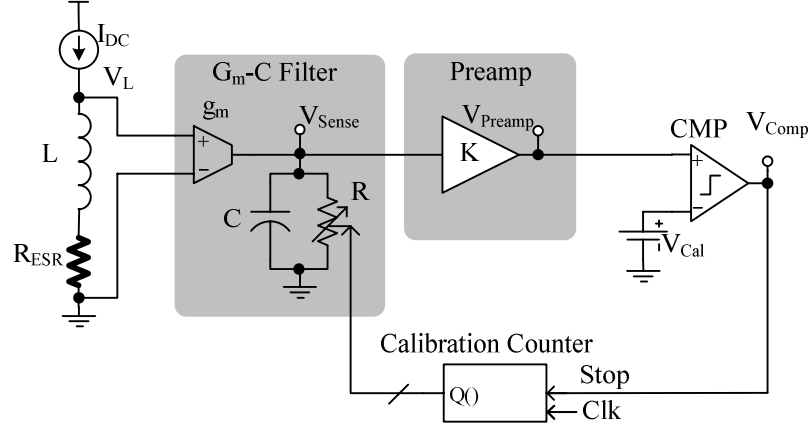 I_DC
V_L
G_m-C Filter
Preamp
g_m
V_Sense
V_Preamp
CMP
V_Comp
+
−
L
K
+
−
C
R
R_ESR
+
V_Cal
Calibration Counter
Q()
Stop
Clk